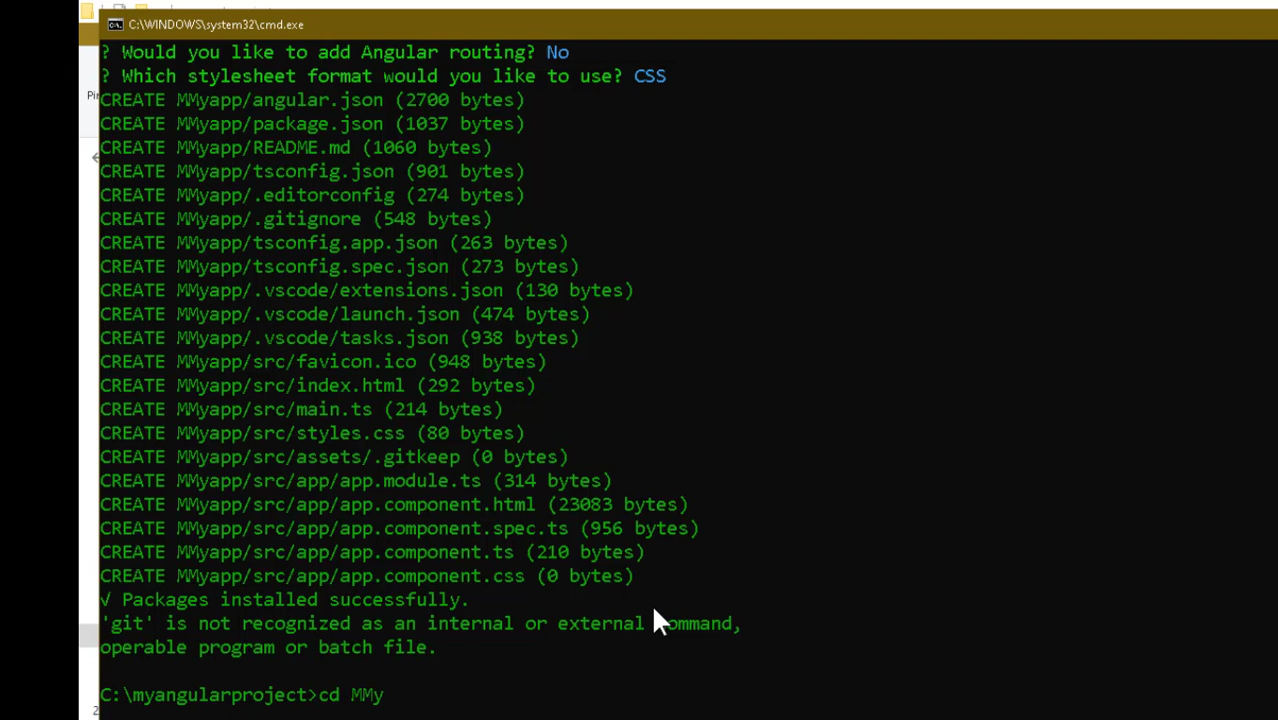 C:\WINDOWS\system32\cmd.exe
? Would you like to add Angular routing? No
? Which stylesheet format would you like to use? CSS
CREATE MMyapp/angular.json (2700 bytes)
CREATE MMyapp/package.json (1037 bytes)
CREATE MMyapp/README.md (1060 bytes)
CREATE MMyapp/tsconfig.json (901 bytes)
CREATE MMyapp/.editorconfig (274 bytes)
CREATE MMyapp/.gitignore (548 bytes)
CREATE MMyapp/tsconfig.app.json (263 bytes)
CREATE MMyapp/tsconfig.spec.json (273 bytes)
CREATE MMyapp/.vscode/extensions.json (130 bytes)
CREATE MMyapp/.vscode/launch.json (474 bytes)
CREATE MMyapp/.vscode/tasks.json (938 bytes)
CREATE MMyapp/src/favicon.ico (948 bytes)
CREATE MMyapp/src/index.html (292 bytes)
CREATE MMyapp/src/main.ts (214 bytes)
CREATE MMyapp/src/styles.css (80 bytes)
CREATE MMyapp/src/assets/.gitkeep (0 bytes)
CREATE MMyapp/src/app/app.module.ts (314 bytes)
CREATE MMyapp/src/app/app.component.html (23083 bytes)
CREATE MMyapp/src/app/app.component.spec.ts (956 bytes)
CREATE MMyapp/src/app/app.component.ts (210 bytes)
CREATE MMyapp/src/app/app.component.css (0 bytes)
√ Packages installed successfully.
'git' is not recognized as an internal or external command,
operable program or batch file.
C:\myangularproject>cd MMy